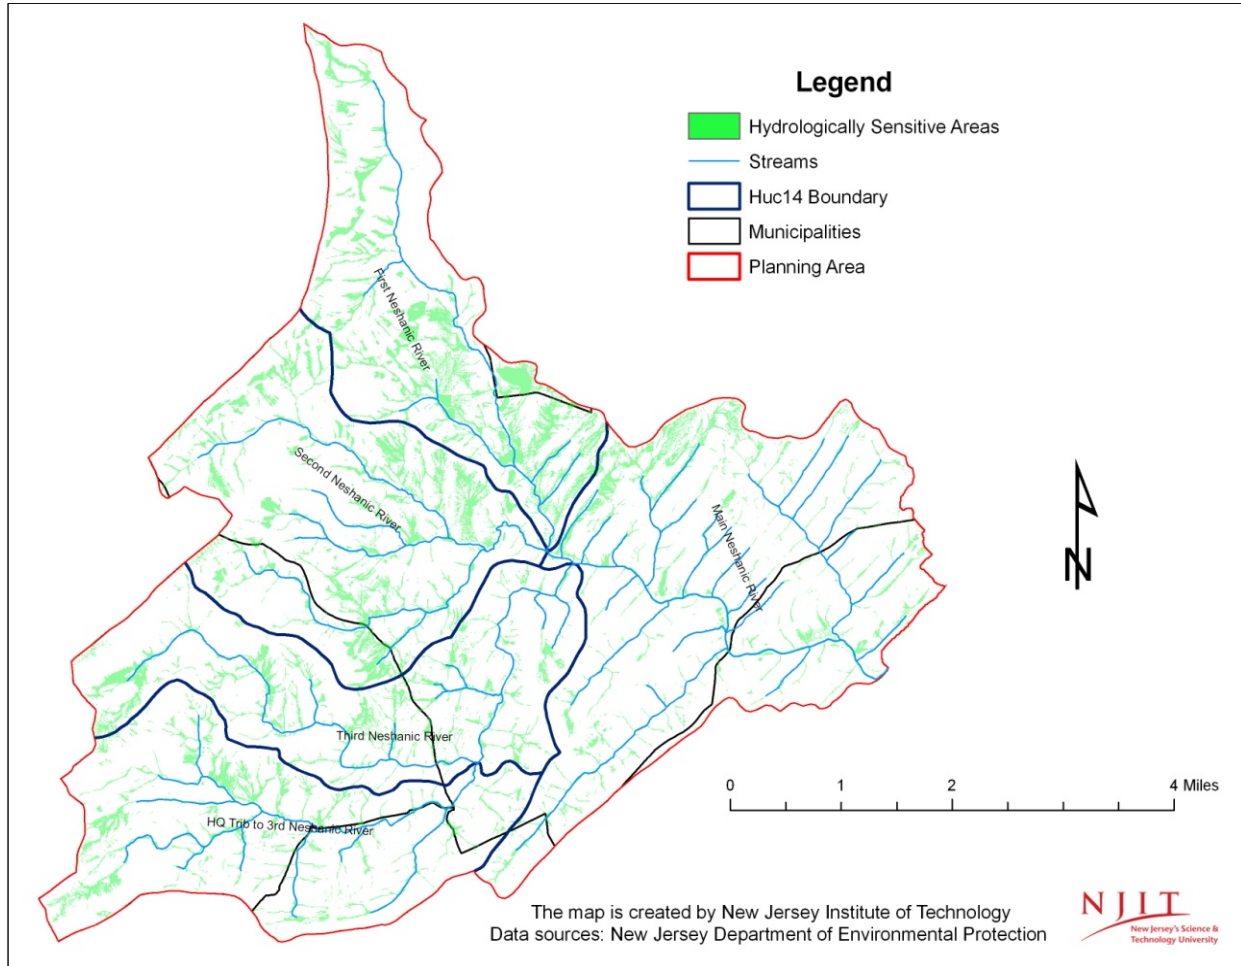 Legend
Hydrologically Sensitive Areas
Streams
Huc14 Boundary
Municipalities
Planning Area
First Neshanic River
Second Neshanic River
Main Neshanic River
N
Third Neshanic River
0 1 2 4 Miles
HQ Trib to 3rd Neshanic River
The map is created by New Jersey Institute of Technology
Data sources: New Jersey Department of Environmental Protection
NJIT
New Jersey's Science &
Technology University